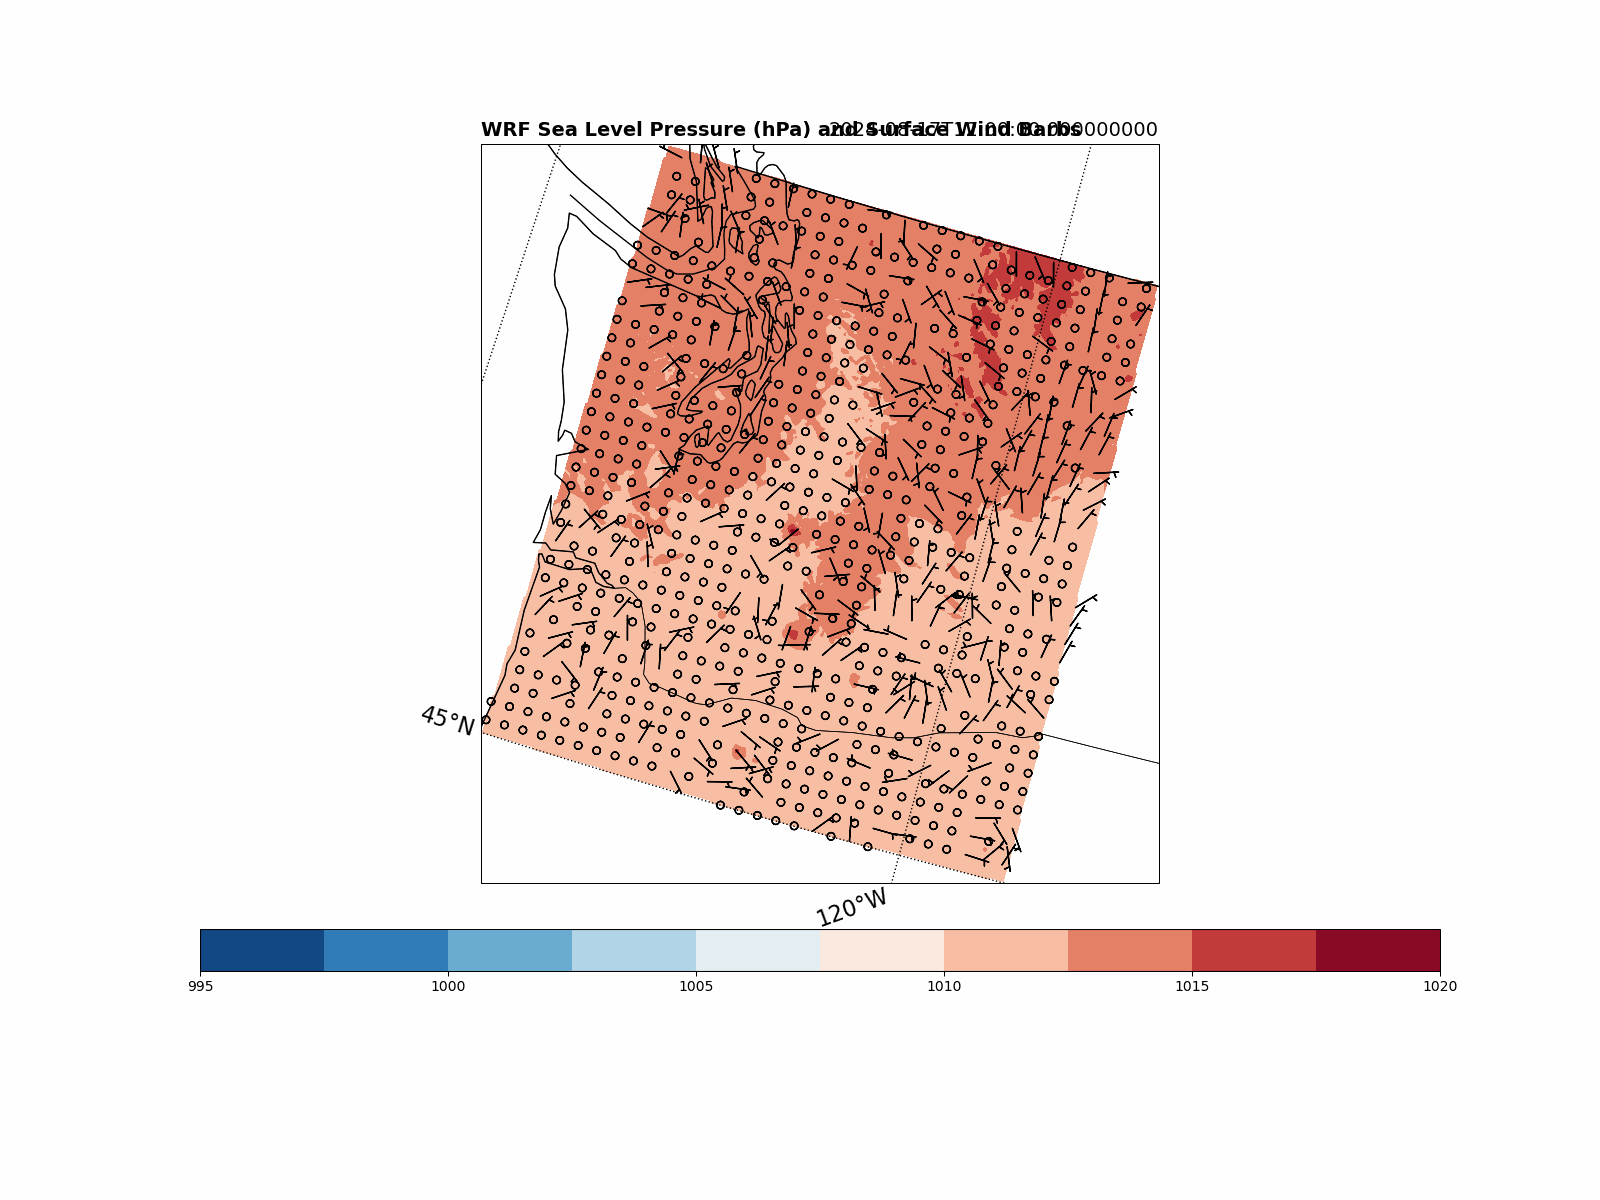 WRF Sea Level Pressure (hPa) and Surface Wind Barbs
45°N
120°W
995 1000 1005 1010 1015 1020